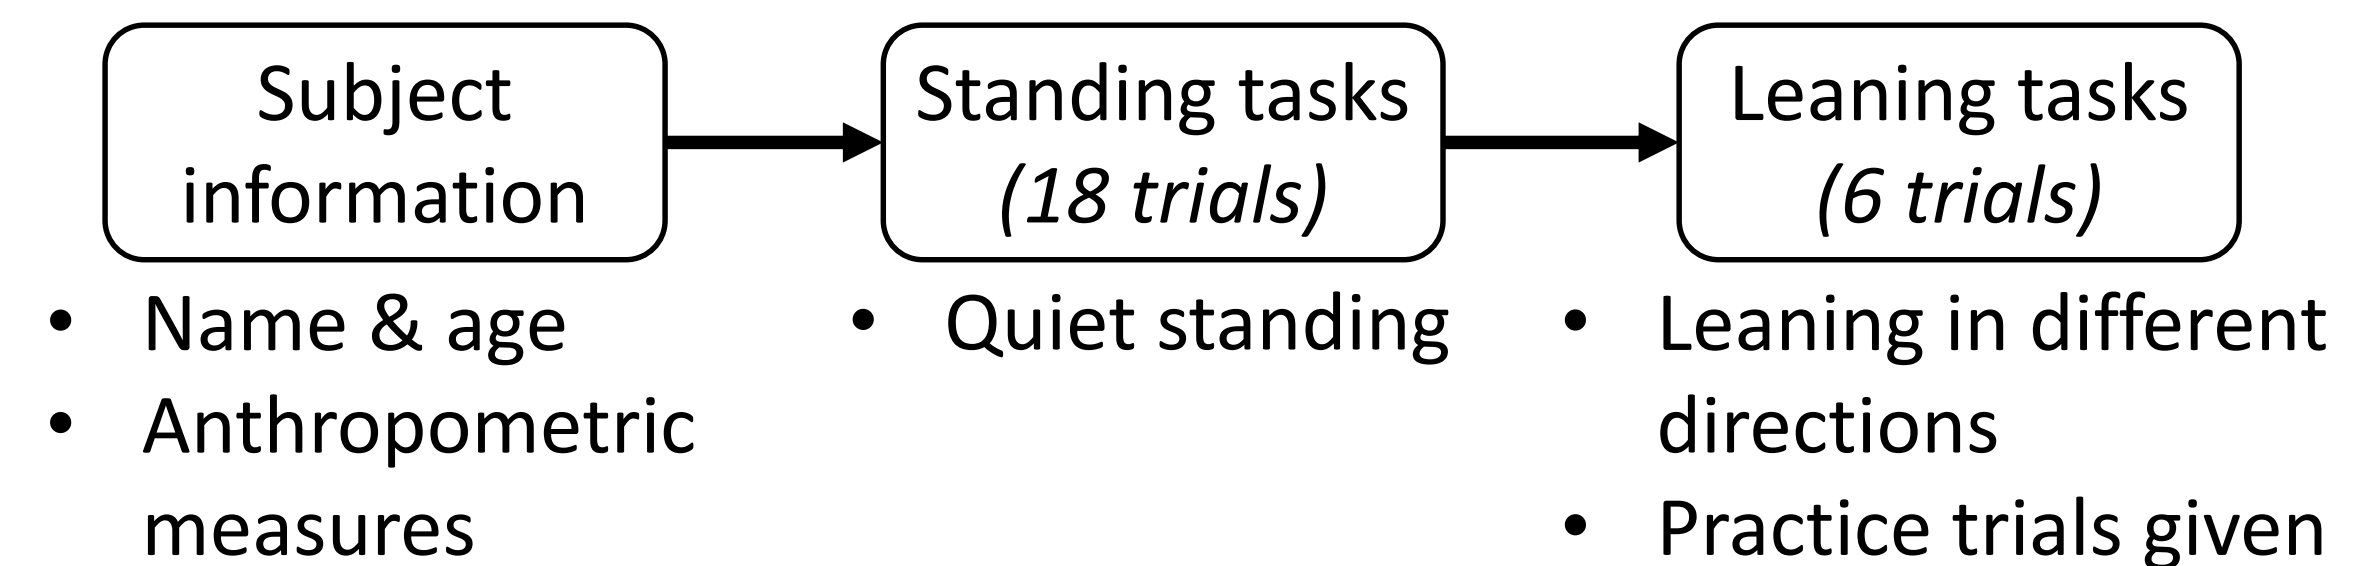 Subject
information
Standing tasks
(18 trials)
Leaning tasks
(6 trials)
• Name & age
• Anthropometric
measures
• Quiet standing
• Leaning in different
directions
• Practice trials given